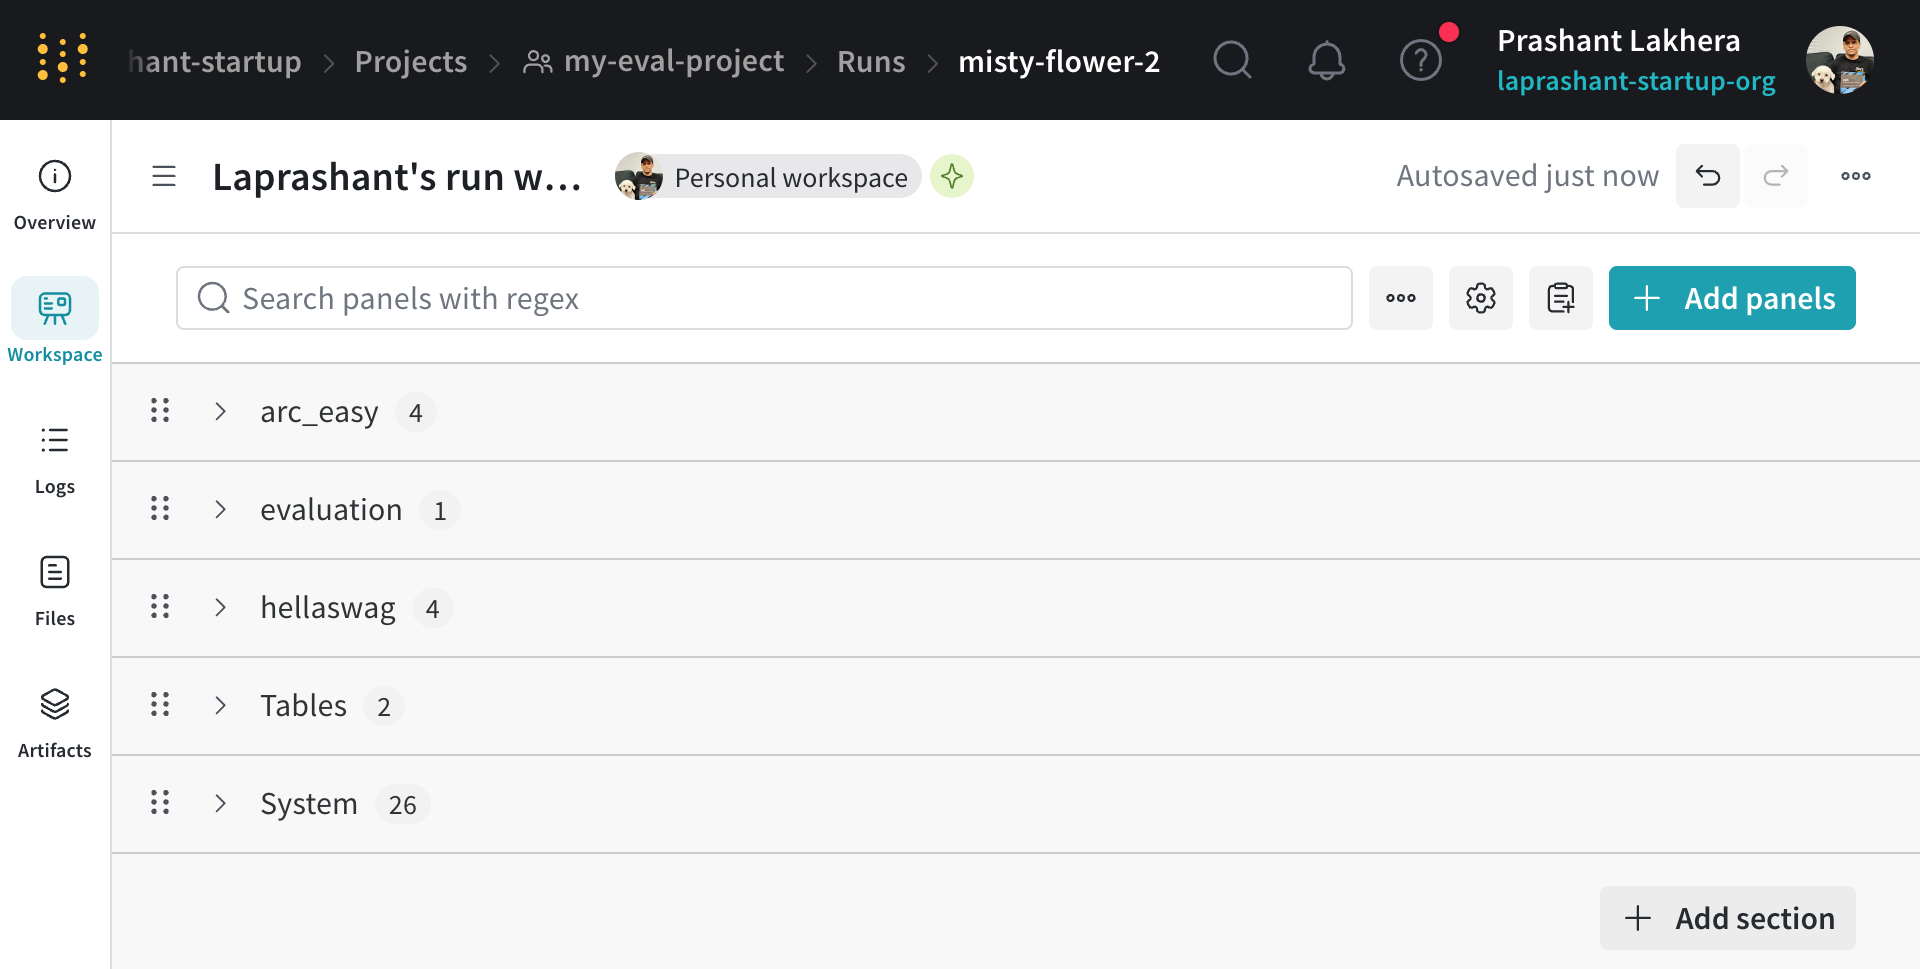 hant-startup > Projects > my-eval-project > Runs > misty-flower-2
Prashant Lakhera
laprashant-startup-org
Overview
Workspace
Logs
Files
Artifacts
Laprashant's run w...
Personal workspace
Autosaved just now
Search panels with regex
Add panels
arc_easy 4
evaluation 1
hellaswag 4
Tables 2
System 26
Add section